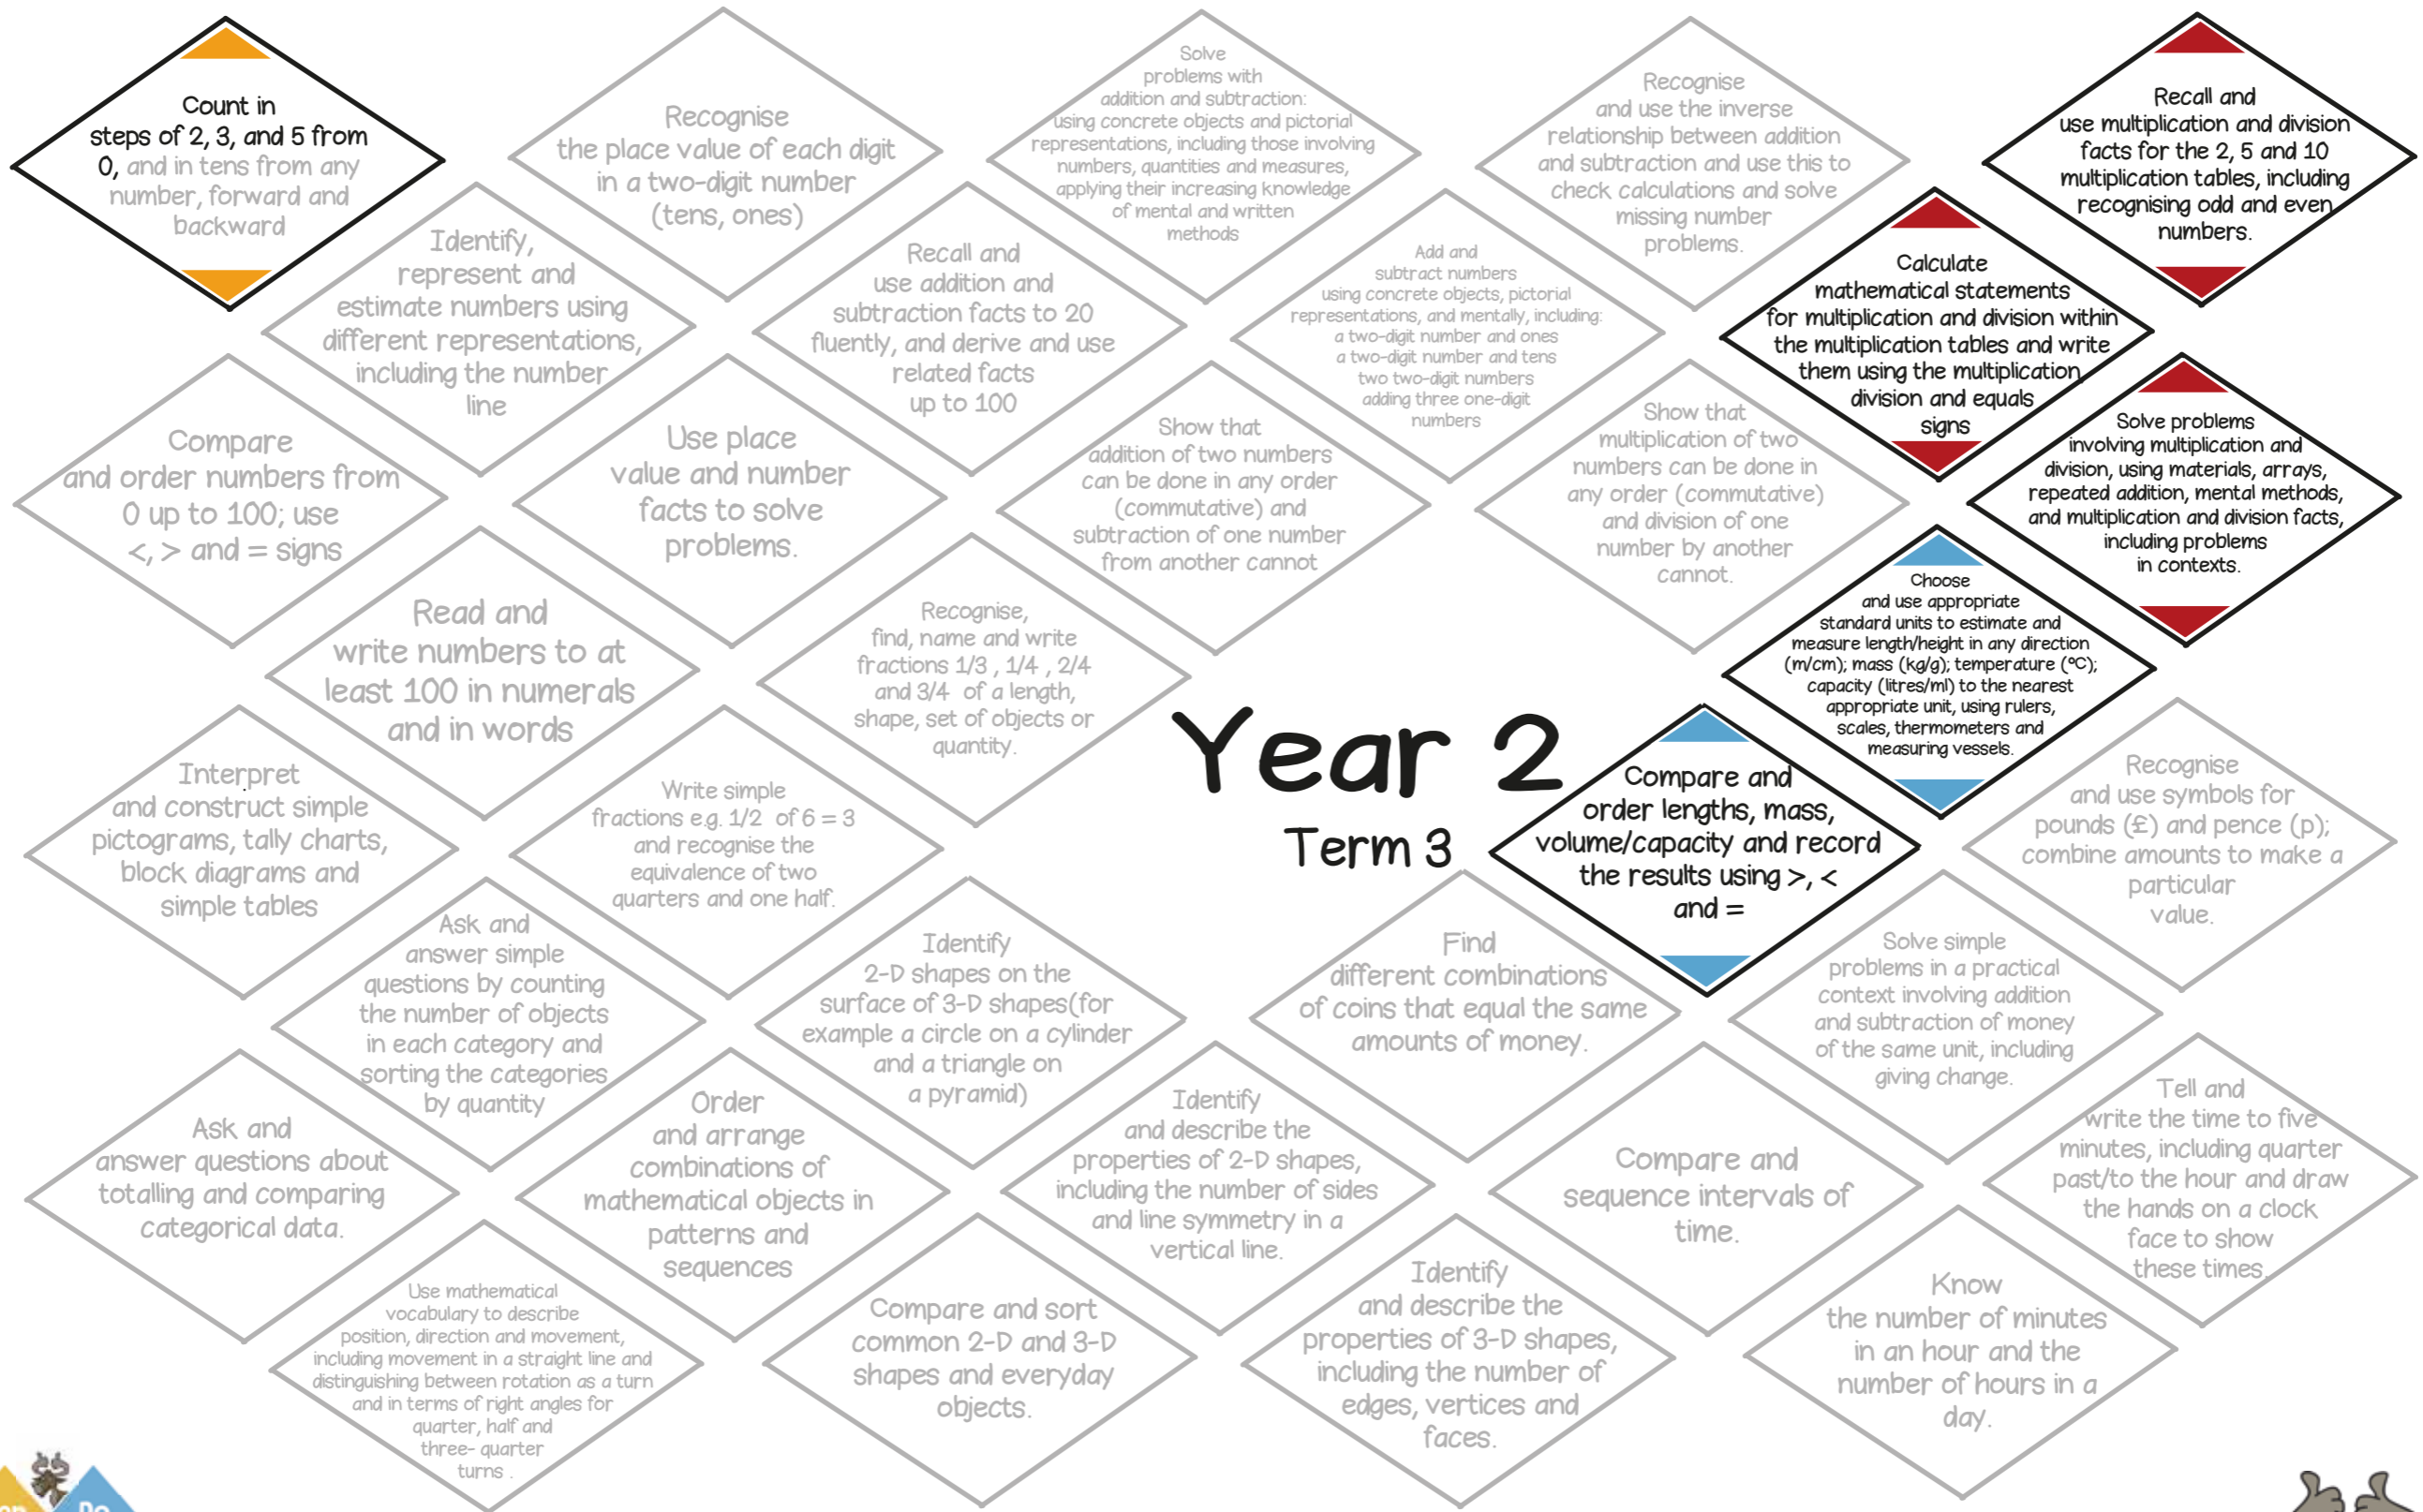 Count in
steps of 2, 3, and 5 from
0, and in tens from any
number, forward and
backward
Recognise
the place value of each digit
in a two-digit number
(tens, ones)
Solve
problems with
addition and subtraction:
using concrete objects and pictorial
representations, including those involving
numbers, quantities and measures,
applying their increasing knowledge
of mental and written
methods
Recognise
and use the inverse
relationship between addition
and subtraction and use this to
check calculations and solve
missing number
problems.
Recall and
use multiplication and division
facts for the 2, 5 and 10
multiplication tables, including
recognising odd and even
numbers.
Identify,
represent and
estimate numbers using
different representations,
including the number
line
Recall and
use addition and
subtraction facts to 20
fluently, and derive and use
related facts
up to 100
Add and
subtract numbers
using concrete objects, pictorial
representations, and mentally, including:
a two-digit number and ones
a two-digit number and tens
two two-digit numbers
adding three one-digit
numbers
Calculate
mathematical statements
for multiplication and division within
the multiplication tables and write
them using the multiplication,
division and equals
signs
Compare
and order numbers from
0 up to 100; use
<, > and = signs
Use place
value and number
facts to solve
problems.
Show that
addition of two numbers
can be done in any order
(commutative) and
subtraction of one number
from another cannot
Show that
multiplication of two
numbers can be done in
any order (commutative)
and division of one
number by another
cannot.
Solve problems
involving multiplication and
division, using materials, arrays,
repeated addition, mental methods,
and multiplication and division facts,
including problems
in contexts.
Read and
write numbers to at
least 100 in numerals
and in words
Recognise,
find, name and write
fractions 1/3 , 1/4 , 2/4
and 3/4 of a length,
shape, set of objects or
quantity.
Choose
and use appropriate
standard units to estimate and
measure length/height in any direction
(m/cm); mass (kg/g); temperature (°C);
capacity (litres/ml) to the nearest
appropriate unit, using rulers,
scales, thermometers and
measuring vessels.
Year 2
Term 3
Interpret
and construct simple
pictograms, tally charts,
block diagrams and
simple tables
Write simple
fractions e.g. 1/2 of 6 = 3
and recognise the
equivalence of two
quarters and one half.
Compare and
order lengths, mass,
volume/capacity and record
the results using >, <
and =
Recognise
and use symbols for
pounds (£) and pence (p);
combine amounts to make a
particular
value.
Ask and
answer simple
questions by counting
the number of objects
in each category and
sorting the categories
by quantity
Identify
2-D shapes on the
surface of 3-D shapes(for
example a circle on a cylinder
and a triangle on
a pyramid)
Find
different combinations
of coins that equal the same
amounts of money.
Solve simple
problems in a practical
context involving addition
and subtraction of money
of the same unit, including
giving change.
Ask and
answer questions about
totalling and comparing
categorical data.
Order
and arrange
combinations of
mathematical objects in
patterns and
sequences
Identify
and describe the
properties of 2-D shapes,
including the number of sides
and line symmetry in a
vertical line.
Compare and
sequence intervals of
time.
Tell and
write the time to five
minutes, including quarter
past/to the hour and draw
the hands on a clock
face to show
these times.
Use mathematical
vocabulary to describe
position, direction and movement,
including movement in a straight line and
distinguishing between rotation as a turn
and in terms of right angles for
quarter, half and
three- quarter
turns .
Compare and sort
common 2-D and 3-D
shapes and everyday
objects.
Identify
and describe the
properties of 3-D shapes,
including the number of
edges, vertices and
faces.
Know
the number of minutes
in an hour and the
number of hours in a
day.